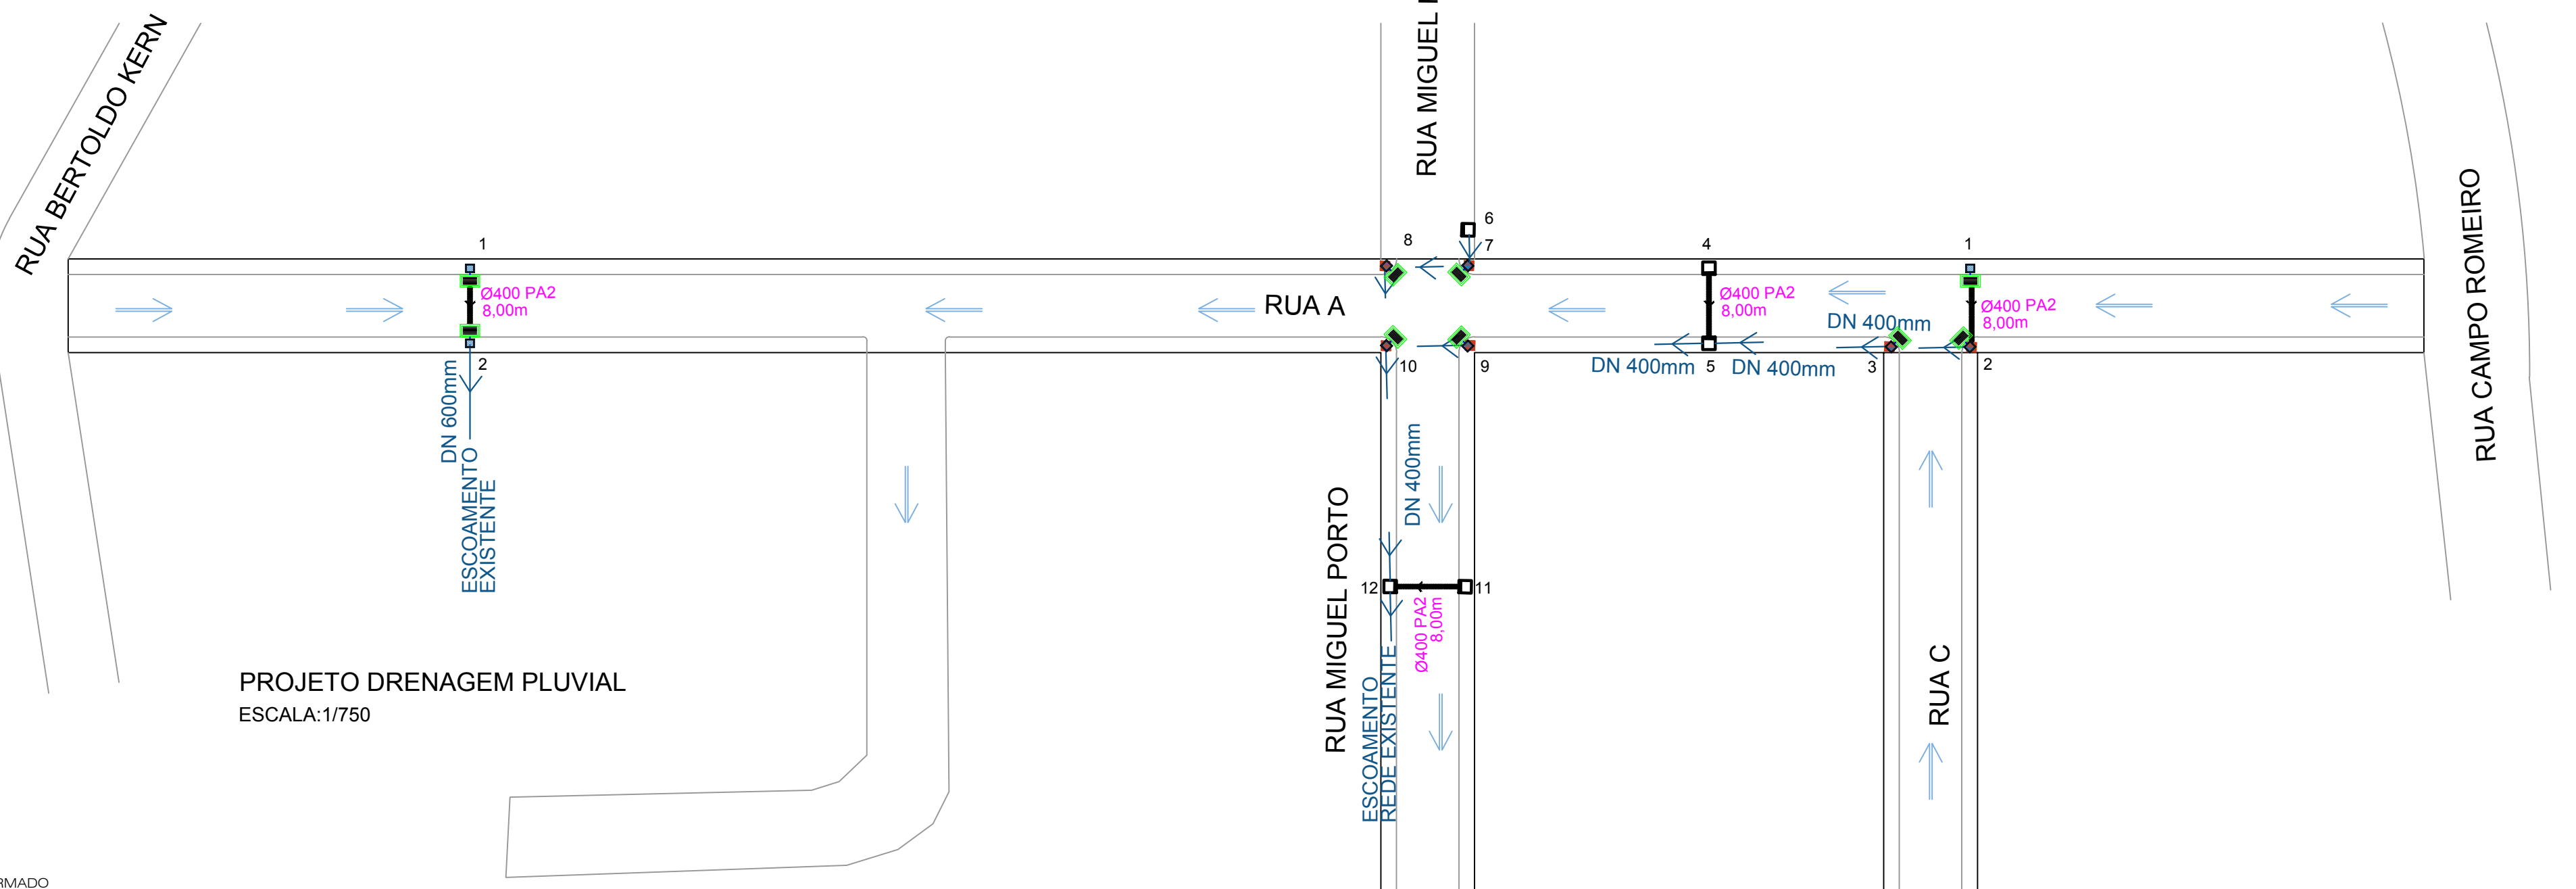 RUA BERTOLDO KERN
RUA MIGUEL
RUA CAMPO ROMEIRO
1
Ø400 PA2
8,00m
2
DN 600mm
ESCOAMENTO
EXISTENTE
8
6
7
RUA A
4
Ø400 PA2
8,00m
1
Ø400 PA2
8,00m
DN 400mm
10
9
DN 400mm
5
DN 400mm
3
2
DN 400mm
RUA MIGUEL PORTO
12
11
Ø400 PA2
8,00m
ESCOAMENTO
REDE EXISTENTE
RUA C
PROJETO DRENAGEM PLUVIAL
ESCALA:1/750
RMADO